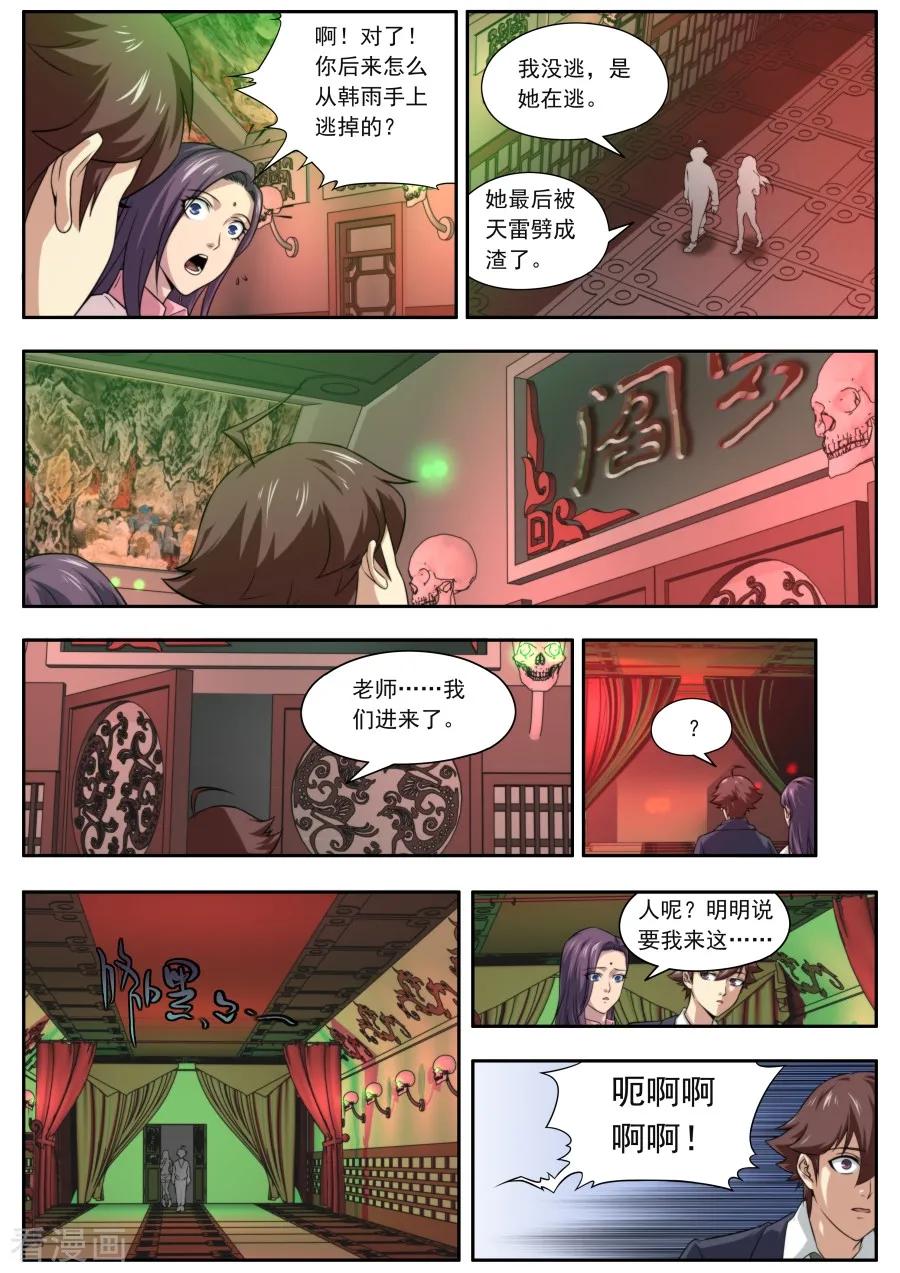 啊！对了！
你后来怎么
从韩雨手上
逃掉的？
我没逃，是
她在逃。
她最后被
天雷劈成
渣了。
阎罗
老师……我
们进来了。
？
人呢？明明说
要我来这……
呃啊啊
啊啊！
看漫画